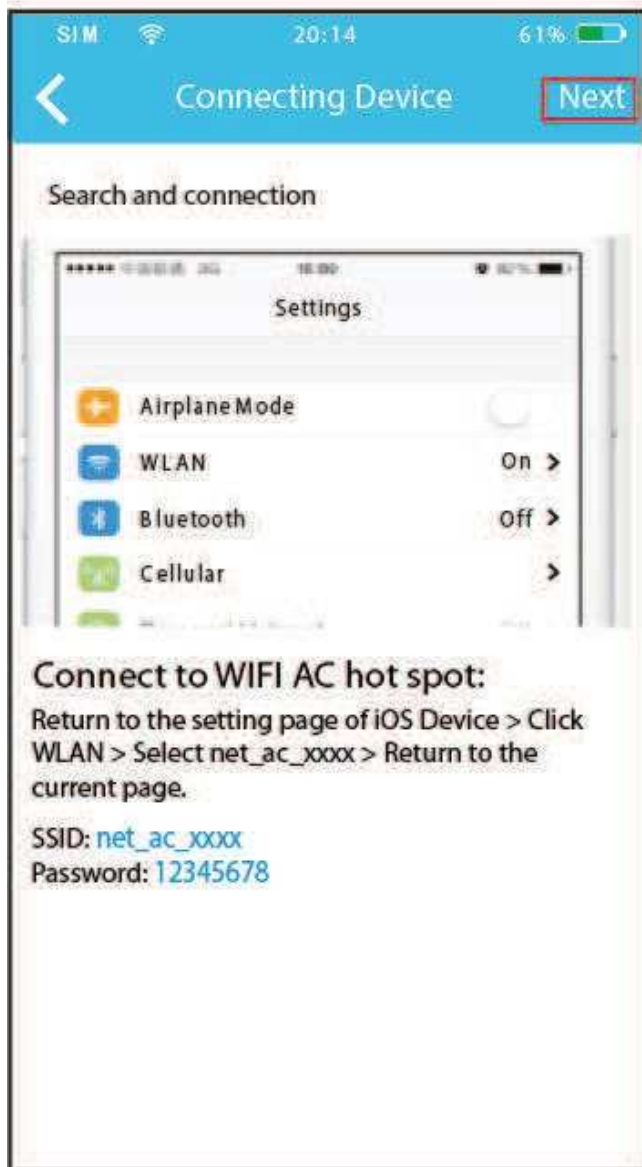 SIM 20:14 61%
Connecting Device Next
Search and connection
Settings
Airplane Mode
WLAN On >
Bluetooth Off >
Cellular >
Connect to WIFI AC hot spot:
Return to the setting page of iOS Device > Click
WLAN > Select net_ac_xxxx > Return to the
current page.
SSID: net_ac_xxxx
Password: 12345678